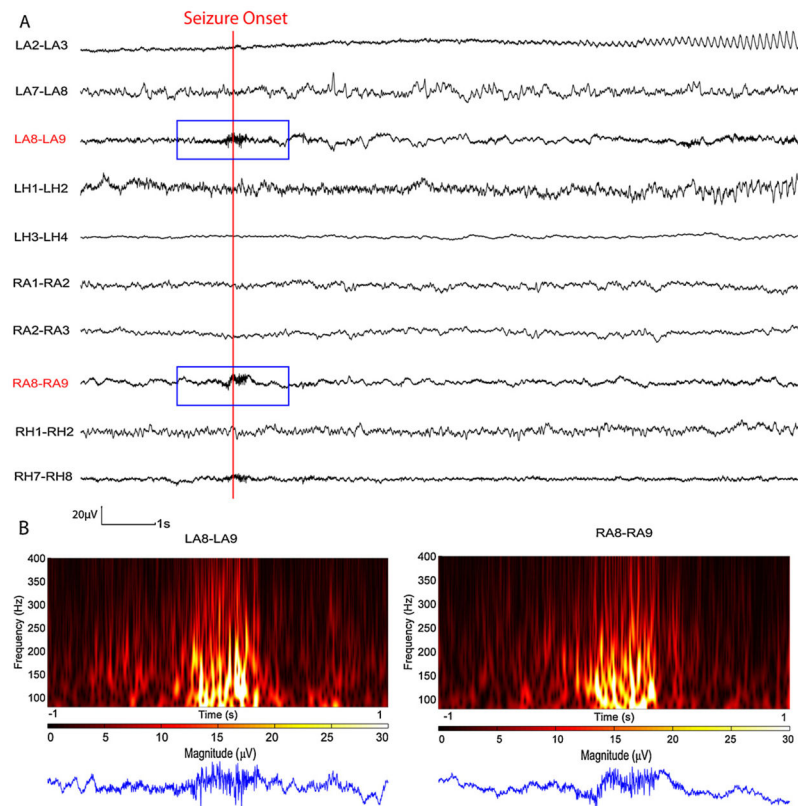 A
Seizure Onset
LA2-LA3
LA7-LA8
LA8-LA9
LH1-LH2
LH3-LH4
RA1-RA2
RA2-RA3
RA8-RA9
RH1-RH2
RH7-RH8
20µV
1s
B
LA8-LA9
400
350
300
250
200
150
100
Frequency (Hz)
-1
Time (s)
1
0
5
10
15
20
25
30
Magnitude (µV)
RA8-RA9
400
350
300
250
200
150
100
Frequency (Hz)
-1
Time (s)
1
0
5
10
15
20
25
30
Magnitude (µV)